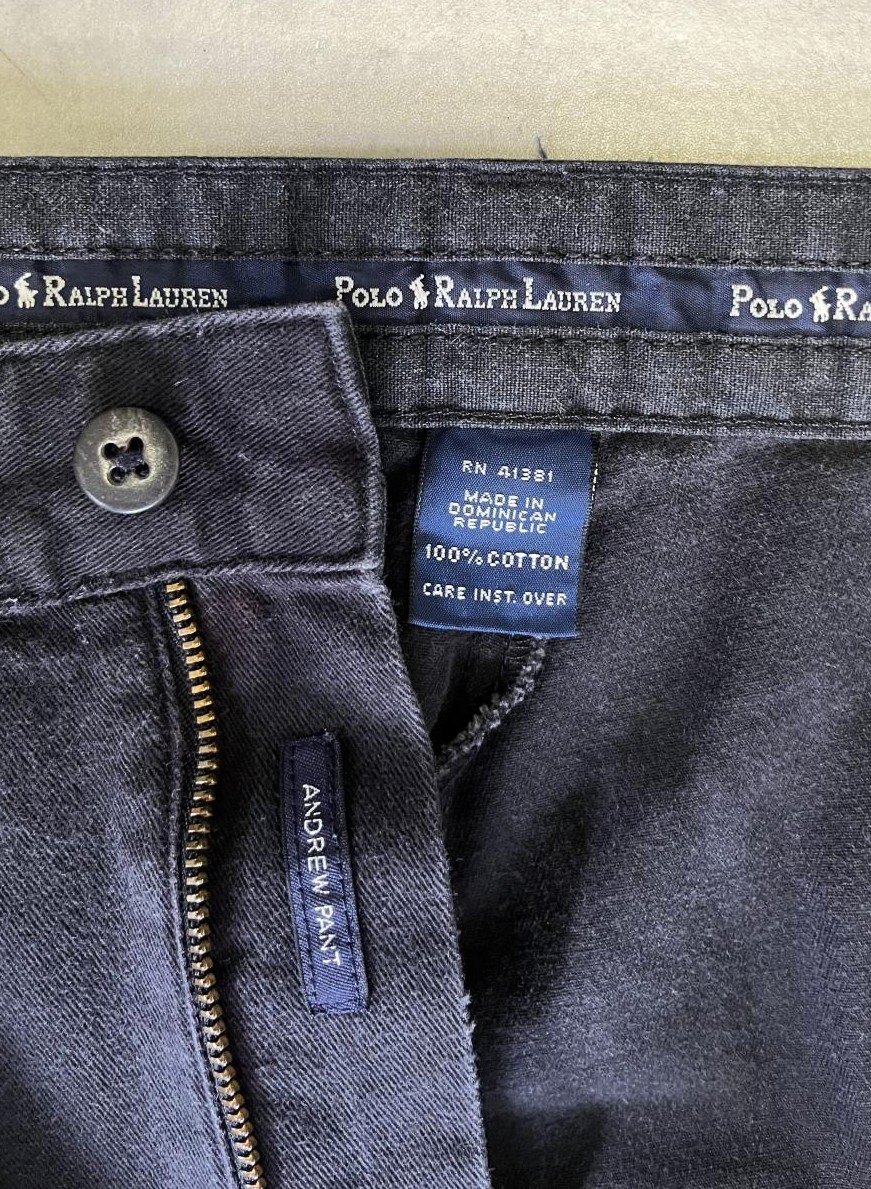 RALPH LAUREN
POLO RALPH LAUREN
POLO RA
RN 41381
MADE IN
DOMINICAN
REPUBLIC
100% COTTON
CARE INST. OVER
ANDREW PANT